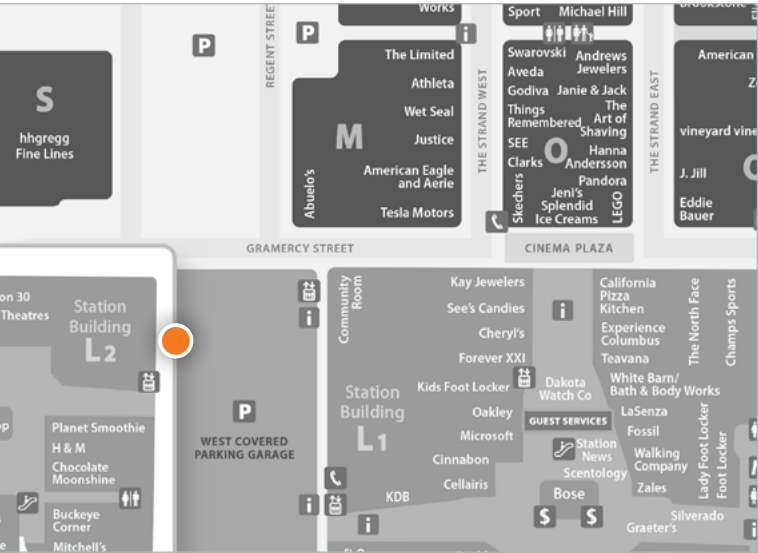 Works
Sport
Michael Hill
Brookstone
P
P
i
REGENT STREET
THE STRAND WEST
THE STRAND EAST
S
hhgregg
Fine Lines
M
The Limited
Athleta
Wet Seal
Justice
American Eagle
and Aerie
Tesla Motors
Abuelo's
O
Swarovski
Andrews
Jewelers
Aveda
Godiva
Janie & Jack
Things
Remembered
The
Art of
Shaving
SEE
Hanna
Andersson
Clarks
Pandora
Skechers
Jeni's
Splendid
Ice Creams
LEGO
American
vineyard vine
J. Jill
Eddie
Bauer
GRAMERCY STREET
CINEMA PLAZA
on 30
Theatres
Station
Building
L2
Planet Smoothie
H & M
Chocolate
Moonshine
Buckeye
Corner
Mitchell's
P
WEST COVERED
PARKING GARAGE
i
i
i
i
Community
Room
Station
Building
L1
Kay Jewelers
See's Candies
Cheryl's
Forever XXI
Kids Foot Locker
Oakley
Microsoft
Cinnabon
Cellairis
KDB
Dakota
Watch Co
GUEST SERVICES
Station
News
Scentology
Bose
$ $
California
Pizza
Kitchen
Experience
Columbus
Teavana
The North Face
Champs Sports
White Barn/
Bath & Body Works
LaSenza
Fossil
Walking
Company
Zales
Lady Foot Locker
Foot Locker
Silverado
Graeter's
i